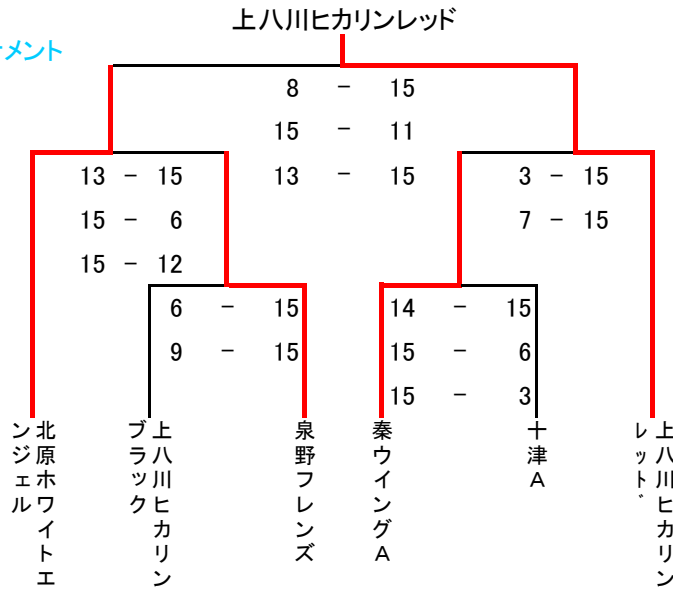 上八川ヒカリンレッド
メント
8 － 15
15 － 11
13 － 15
13 － 15
15 － 6
15 － 12
3 － 15
7 － 15
6 － 15
9 － 15
14 － 15
15 － 6
15 － 3
北原ホワイトエ
ンジェル
上八川ヒカリン
ブラック
泉野フレンズ
秦ウイングA
十津A
上八川ヒカリン
レッド